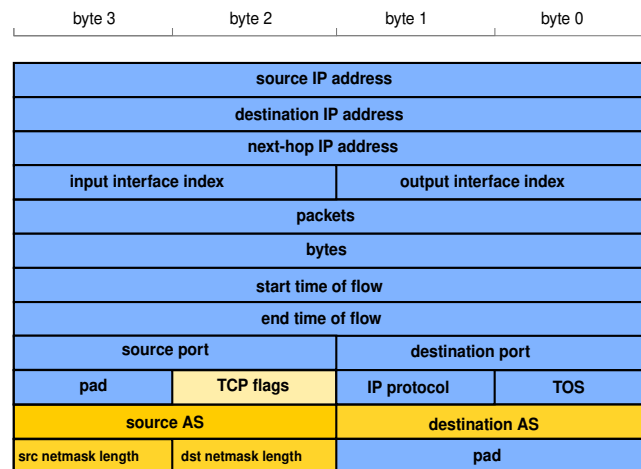 byte 3 byte 2 byte 1 byte 0
source IP address
destination IP address
next-hop IP address
input interface index output interface index
packets
bytes
start time of flow
end time of flow
source port destination port
pad TCP flags IP protocol TOS
source AS destination AS
src netmask length dst netmask length pad